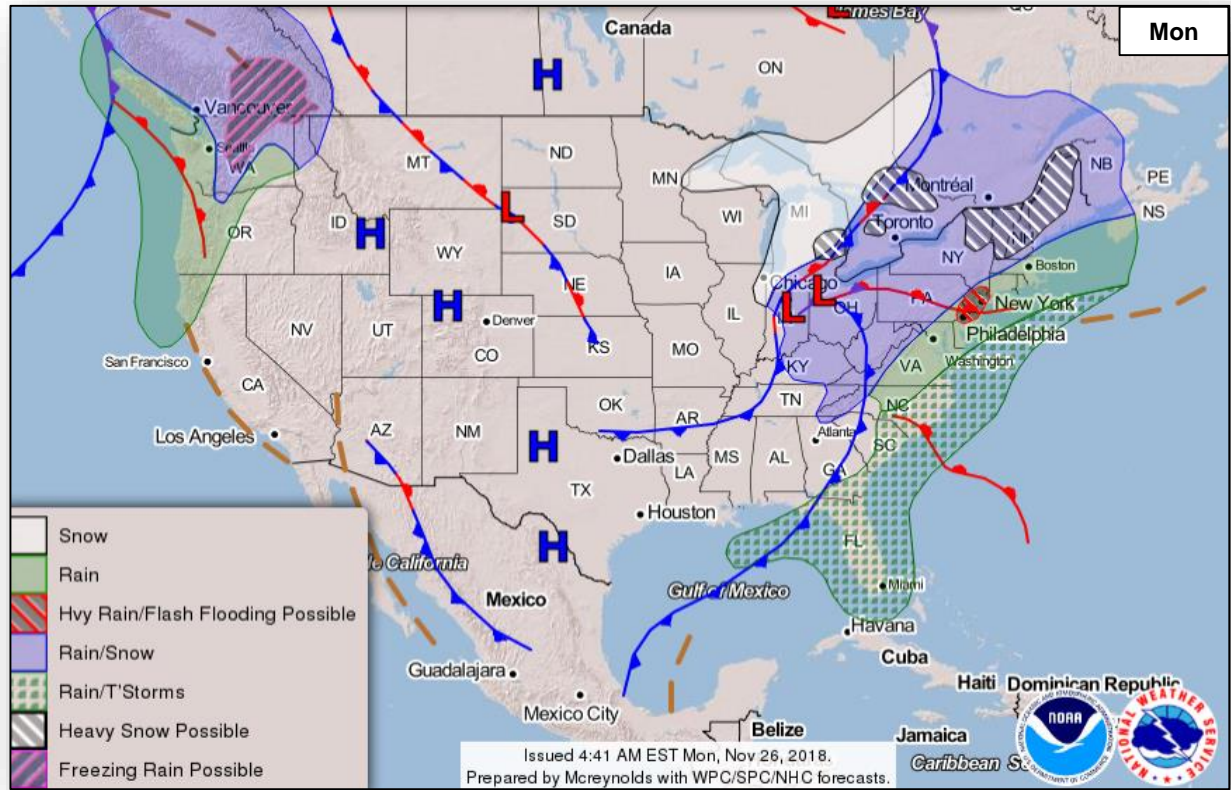 James Bay
Mon
Canada
ON
Vancouver
Seattle
WA
MT
ND
MN
NB
PE
Montréal
NS
OR
ID
SD
WI
MI
Toronto
WY
NH
NY
Boston
IA
NE
Chicago
PA
New York
OH
NV
UT
Denver
IL
Philadelphia
San Francisco
CO
KS
MO
KY
VA
Washington
CA
OK
AR
TN
NC
Los Angeles
AZ
NM
Atlanta
SC
Dallas
LA
MS
AL
GA
TX
Houston
FL
Miami
Gulf of Mexico
Mexico
Havana
Cuba
Guadalajara
Mexico City
Haiti
Dominican Republic
Belize
Jamaica
Caribbean
H
H
H
H
H
L
L
L
Snow
Rain
Hvy Rain/Flash Flooding Possible
Rain/Snow
Rain/T'Storms
Heavy Snow Possible
Freezing Rain Possible
Issued 4:41 AM EST Mon, Nov 26, 2018.
Prepared by Mcreynolds with WPC/SPC/NHC forecasts.
NOAA
NATIONAL WEATHER SERVICE